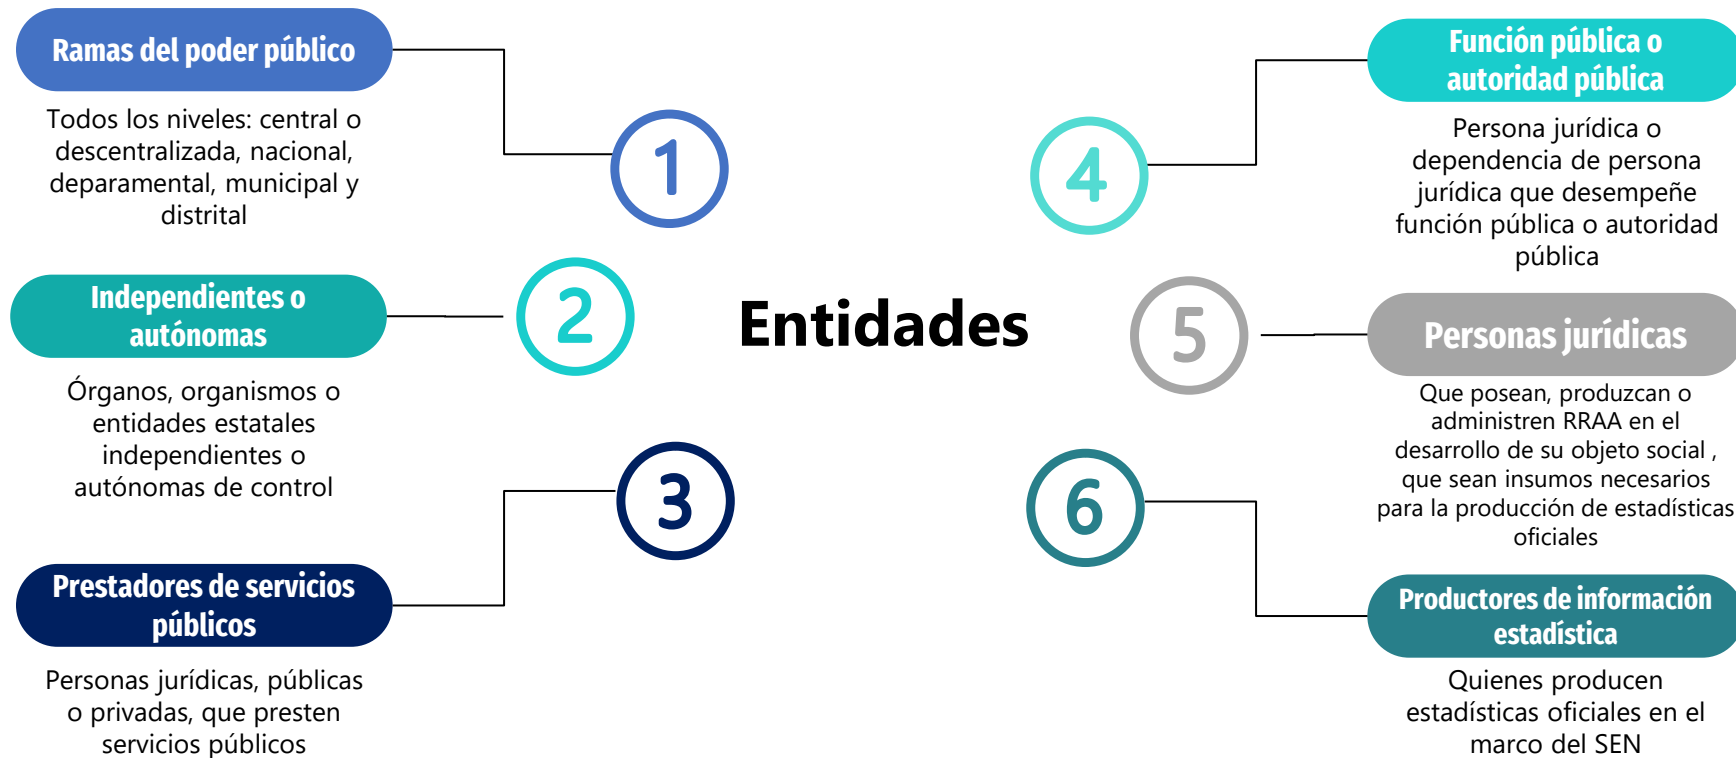 Ramas del poder público
Todos los niveles: central o
descentralizada, nacional,
deparamental, municipal y
distrital
1
Independientes o
autónomas
Órganos, organismos o
entidades estatales
independientes o
autónomas de control
2
Prestadores de servicios
públicos
Personas jurídicas, públicas
o privadas, que presten
servicios públicos
3
Entidades
Función pública o
autoridad pública
Persona jurídica o
dependencia de persona
jurídica que desempeñe
función pública o autoridad
pública
4
Personas jurídicas
Que posean, produzcan o
administren RRAA en el
desarrollo de su objeto social ,
que sean insumos necesarios
para la producción de estadísticas
oficiales
5
Productores de información
estadística
Quienes producen
estadísticas oficiales en el
marco del SEN
6